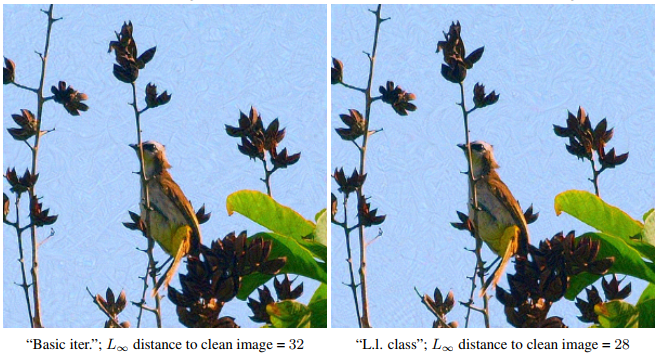 “Basic iter.”; L∞ distance to clean image = 32
“L.l. class”; L∞ distance to clean image = 28